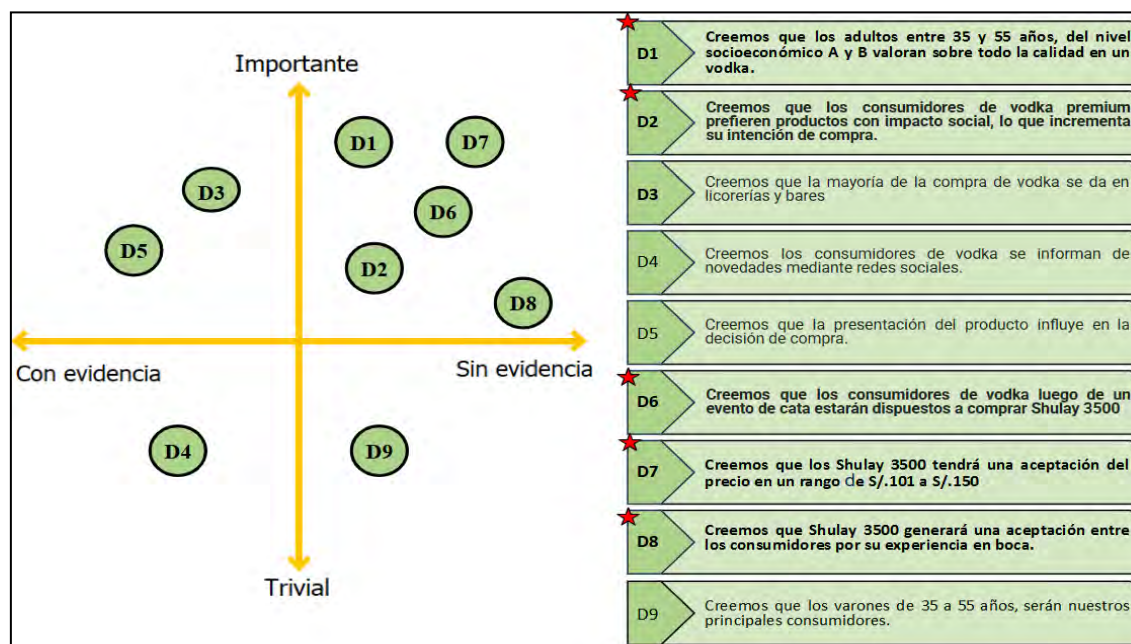 Importante
D1
D7
D3
D6
D5
D2
D8
Con evidencia
Sin evidencia
D4
D9
Trivial
D1
Creemos que los adultos entre 35 y 55 años, del nivel
socioeconómico A y B valoran sobre todo la calidad en un
vodka.
D2
Creemos que los consumidores de vodka premium
prefieren productos con impacto social, lo que incrementa
su intención de compra.
D3
Creemos que la mayoría de la compra de vodka se da en
licorerías y bares
D4
Creemos los consumidores de vodka se informan de
novedades mediante redes sociales.
D5
Creemos que la presentación del producto influye en la
decisión de compra.
D6
Creemos que los consumidores de vodka luego de un
evento de cata estarán dispuestos a comprar Shulay 3500
D7
Creemos que los Shulay 3500 tendrá una aceptación del
precio en un rango de S/.101 a S/.150
D8
Creemos que Shulay 3500 generará una aceptación entre
los consumidores por su experiencia en boca.
D9
Creemos que los varones de 35 a 55 años, serán nuestros
principales consumidores.